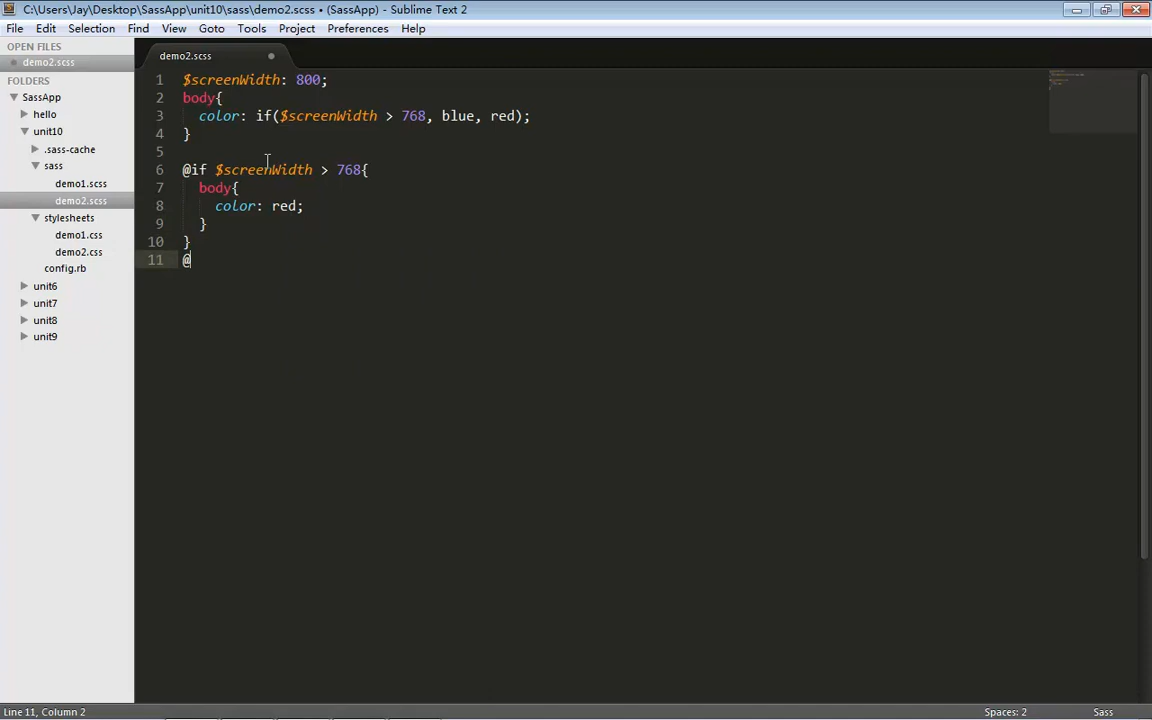 C:\Users\Jay\Desktop\SassApp\unit10\sass\demo2.scss • (SassApp) - Sublime Text 2
File Edit Selection Find View Goto Tools Project Preferences Help
OPEN FILES
demo2.scss
FOLDERS
SassApp
hello
unit10
.sass-cache
sass
demo1.scss
demo2.scss
stylesheets
demo1.css
demo2.css
config.rb
unit6
unit7
unit8
unit9
demo2.scss
1 $screenWidth: 800;
2 body{
3 color: if($screenWidth > 768, blue, red);
4 }
5
6 @if $screenWidth > 768{
7 body{
8 color: red;
9 }
10 }
11 @
Line 11, Column 2
Spaces: 2
Sass